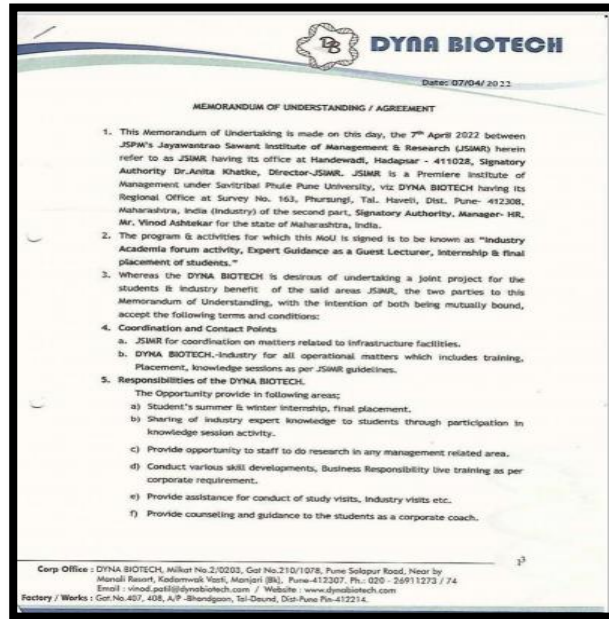 DB DYNA BIOTECH
Date: 07/04/2022
MEMORANDUM OF UNDERSTANDING / AGREEMENT
1. This Memorandum of Undertaking is made on this day, the 7th April 2022 between
JSPM's Jayawantrao Sawant Institute of Management & Research (JSIMR) herein
refer to as JSIMR having its office at Handewadi, Hadapsar - 411028, Signatory
Authority Dr.Anita Khatke, Director-JSIMR. JSIMR is a Premiere Institute of
Management under Savitribai Phule Pune University, viz DYNA BIOTECH having its
Regional Office at Survey No. 163, Phursungi, Tal. Haveli, Dist. Pune- 412308,
Maharashtra, India (Industry) of the second part, Signatory Authority, Manager- HR,
Mr. Vinod Ashtekar for the state of Maharashtra, India.
2. The program & activities for which this MoU is signed is to be known as "Industry
Academia forum activity, Expert Guidance as a Guest Lecturer, Internship & final
placement of students."
3. Whereas the DYNA BIOTECH is desirous of undertaking a joint project for the
students & industry benefit of the said areas JSIMR, the two parties to this
Memorandum of Understanding, with the intention of both being mutually bound,
accept the following terms and conditions:
4. Coordination and Contact Points
a. JSIMR for coordination on matters related to infrastructure facilities.
b. DYNA BIOTECH.-Industry for all operational matters which includes training,
Placement, knowledge sessions as per JSIMR guidelines.
5. Responsibilities of the DYNA BIOTECH.
The Opportunity provide in following areas;
a) Student's summer & winter internship, final placement.
b) Sharing of industry expert knowledge to students through participation in
knowledge session activity.
c) Provide opportunity to staff to do research in any management related area.
d) Conduct various skill developments, Business Responsibility live training as per
corporate requirement.
e) Provide assistance for conduct of study visits, industry visits etc.
f) Provide counseling and guidance to the students as a corporate coach.
Corp Office : DYNA BIOTECH, Milkat No.2/0203, Gat No.210/1078, Pune Solapur Road, Near by
Manali Resort, Kadamwak Vasti, Manjari (Bk), Pune-412307. Ph.: 020 - 26911273 / 74
Email : vinod.patil@dynabiotech.com / Website : www.dynabiotech.com
Factory / Works : Gat.No.407, 408, A/P -Bhandgaon, Tal-Daund, Dist-Pune Pin-412214.